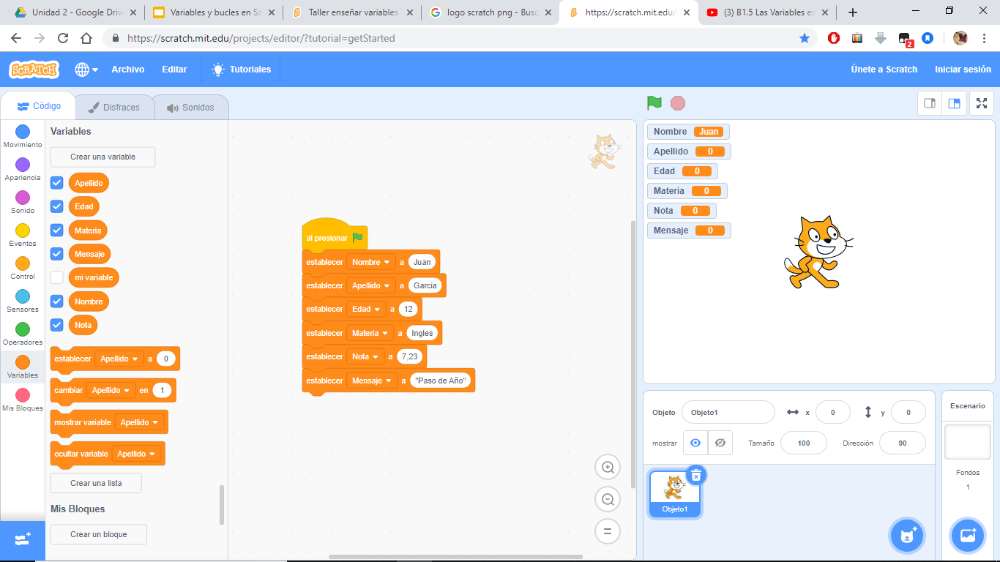 Unidad 2 - Google Drive
Variables y bucles en Sc
Taller enseñar variables
logo scratch png - Busc
https://scratch.mit.edu/
(3) B1.5 Las Variables en
https://scratch.mit.edu/projects/editor/?tutorial=getStarted
2
SCRATCH
Archivo
Editar
Tutoriales
Únete a Scratch
Iniciar sesión
Código
Disfraces
Sonidos
Movimiento
Apariencia
Sonido
Eventos
Control
Sensores
Operadores
Variables
Mis Bloques
Variables
Crear una variable
Apellido
Edad
Materia
Mensaje
mi variable
Nombre
Nota
establecer Apellido a 0
cambiar Apellido en 1
mostrar variable Apellido
ocultar variable Apellido
Crear una lista
Mis Bloques
Crear un bloque
al presionar
establecer Nombre a Juan
establecer Apellido a Garcia
establecer Edad a 12
establecer Materia a Ingles
establecer Nota a 7,23
establecer Mensaje a "Paso de Año"
Nombre Juan
Apellido 0
Edad 0
Materia 0
Nota 0
Mensaje 0
Objeto Objeto1 x 0 y 0
mostrar Tamaño 100 Dirección 90
Objeto1
Escenario
Fondos
1